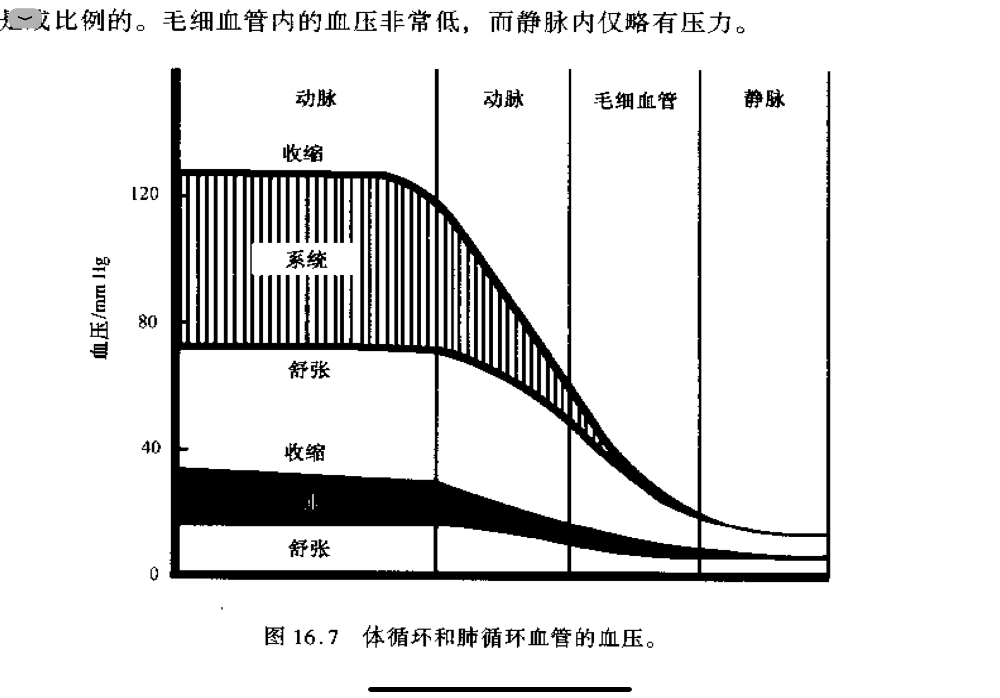 比例的。毛细血管内的血压非常低，而静脉内仅略有压力。
动脉 动脉 毛细血管 静脉
收缩
120
系统
血压/mm Hg
80
舒张
40
收缩
舒张
0
图 16.7 体循环和肺循环血管的血压。